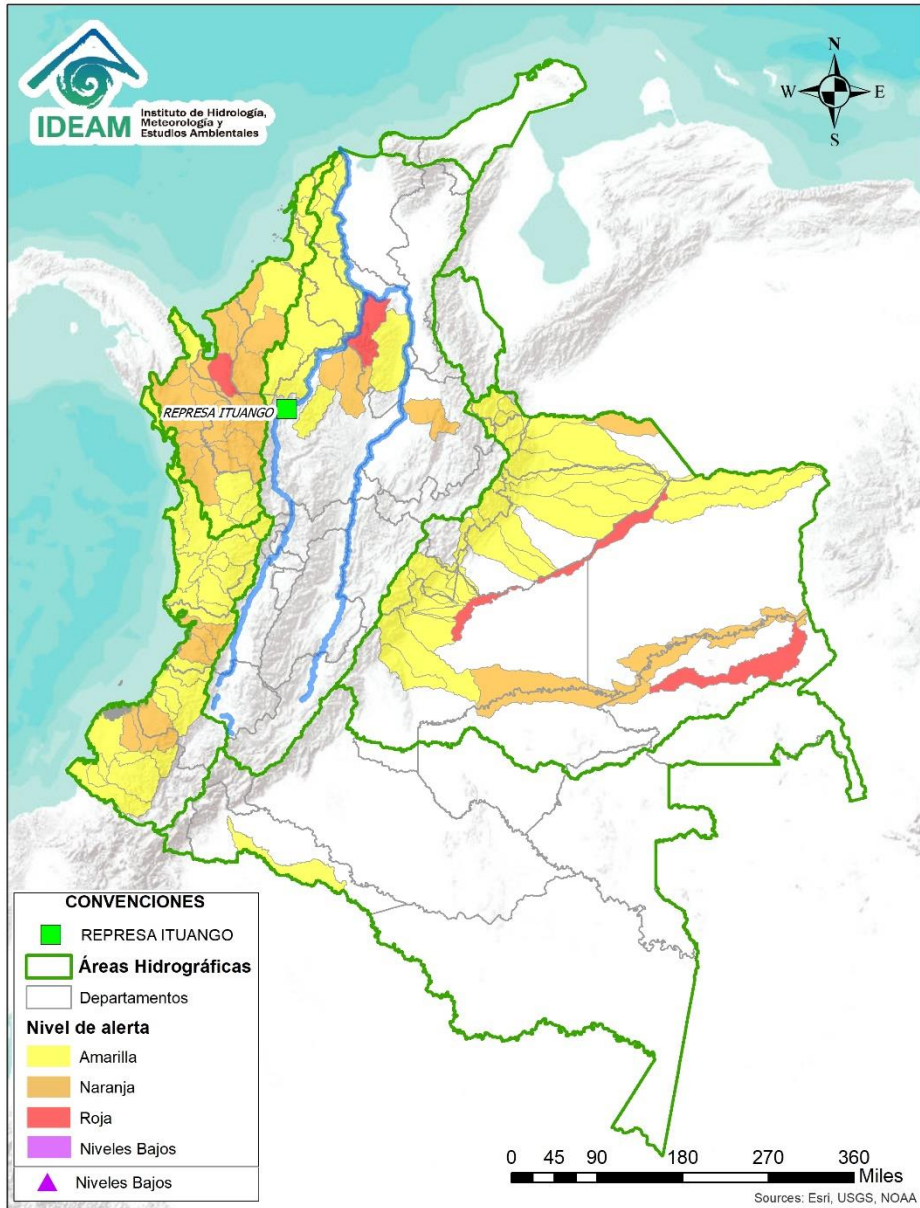 IDEAM
Instituto de Hidrología,
Meteorología y
Estudios Ambientales
N
W E
S
REPRESA ITUANGO
CONVENCIONES
REPRESA ITUANGO
Áreas Hidrográficas
Departamentos
Nivel de alerta
Amarilla
Naranja
Roja
Niveles Bajos
Niveles Bajos
0 45 90 180 270 360
Miles
Sources: Esri, USGS, NOAA